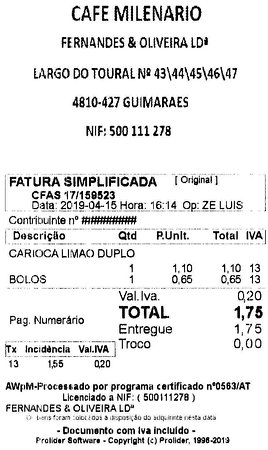 CAFE MILENARIO
FERNANDES & OLIVEIRA LDª
LARGO DO TOURAL Nº 43\44\45\46\47
4810-427 GUIMARAES
NIF: 500 111 278
FATURA SIMPLIFICADA [ Original ]
CFAS 17/159523
Data: 2019-04-15 Hora: 16:14 Op: ZE LUIS
Contribuinte nº ##########
Descrição Qtd P.Unit. Total IVA
CARIOCA LIMAO DUPLO
1 1,10 1,10 13
BOLOS 1 0,65 0,65 13
Val.Iva. 0,20
TOTAL 1,75
Pag. Numerário Entregue 1,75
Troco 0,00
Tx Incidência Val.IVA
13 1,55 0,20
AWpM-Processado por programa certificado nº0563/AT
Licenciado a NIF: ( 500111278 )
FERNANDES & OLIVEIRA LDª
Os bens foram colocados a disposição do adquirente nesta data
- Documento com Iva incluido -
Prolider Software - Copyright (c) Prolider, 1996-2019